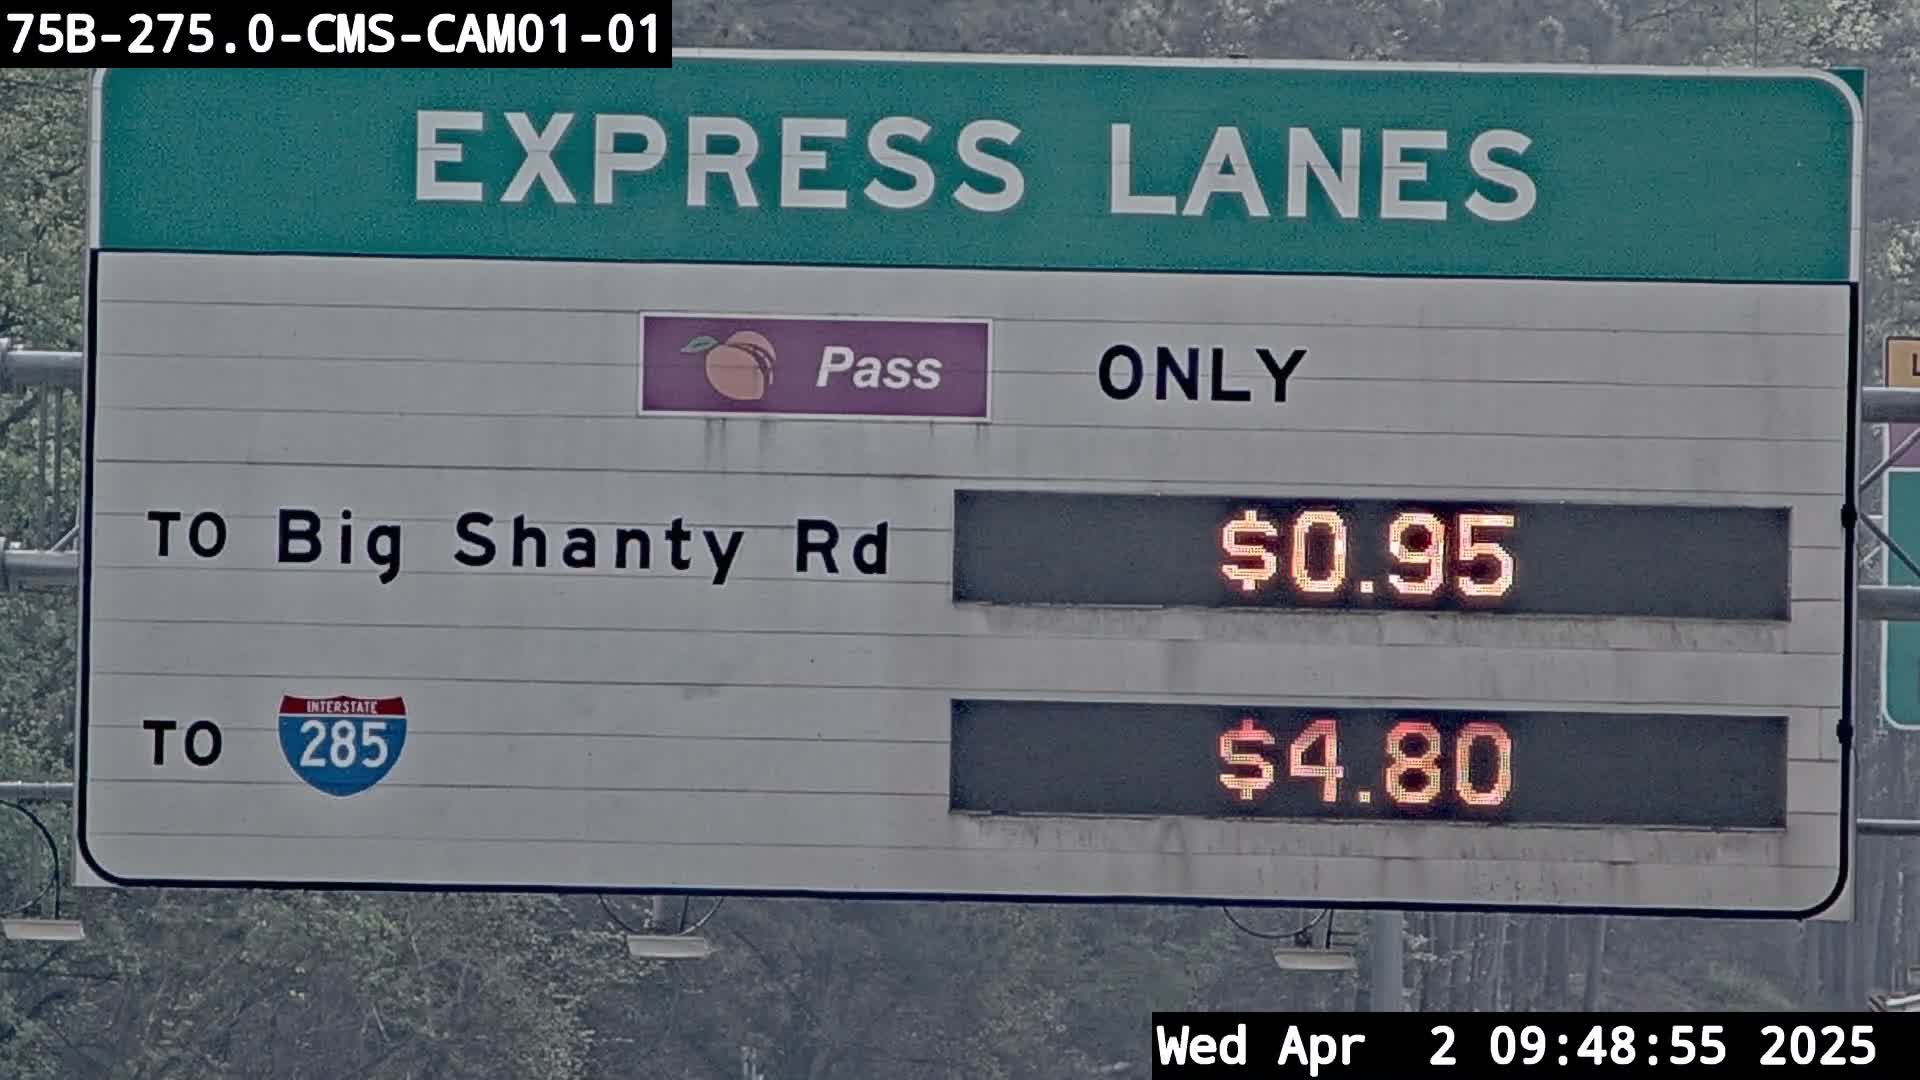 75B-275.0-CMS-CAM01-01
EXPRESS LANES
Pass ONLY
TO Big Shanty Rd $0.95
TO INTERSTATE 285 $4.80
Wed Apr 2 09:48:55 2025